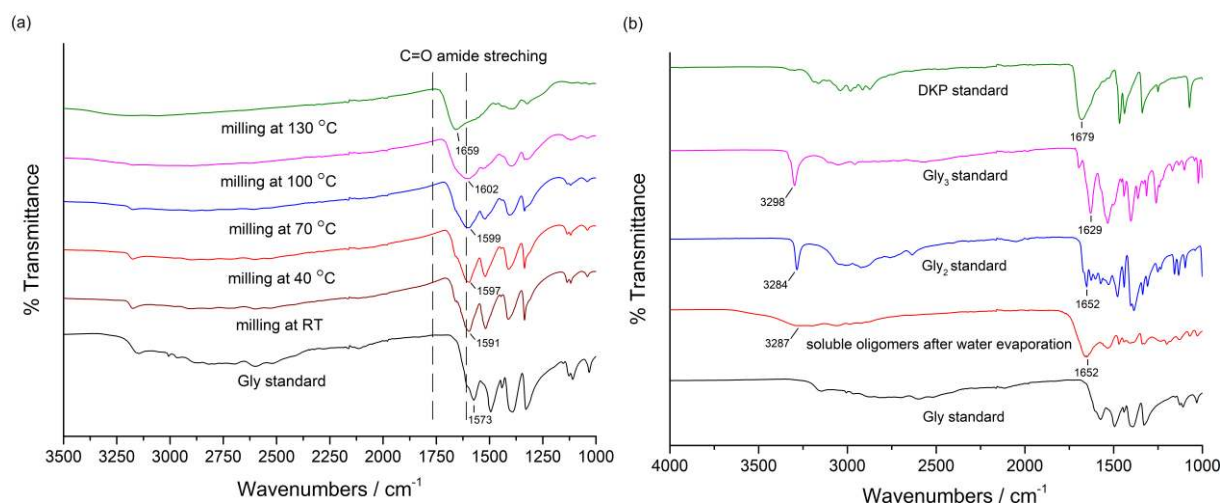 (a)
C=O amide streching
milling at 130 °C
1659
milling at 100 °C
1602
milling at 70 °C
1599
milling at 40 °C
1597
milling at RT
1591
Gly standard
1573
% Transmittance
3500 3250 3000 2750 2500 2250 2000 1750 1500 1250 1000
Wavenumbers / cm-1
(b)
DKP standard
1679
Gly3 standard
3298
1629
Gly2 standard
3284
1652
soluble oligomers after water evaporation
3287
1652
Gly standard
% Transmittance
4000 3500 3000 2500 2000 1500 1000
Wavenumbers / cm-1